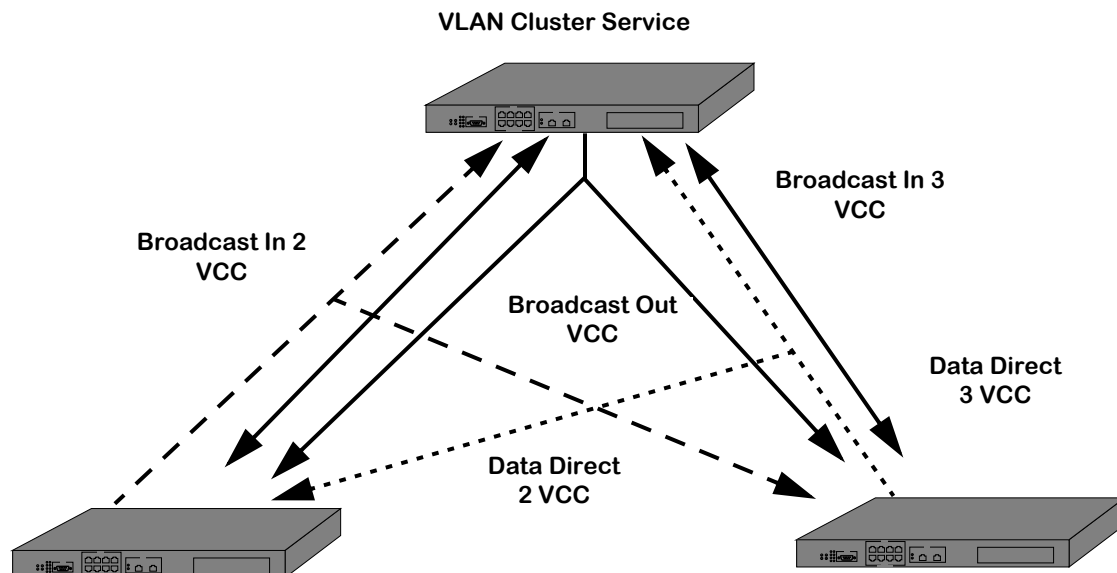 VLAN Cluster Service
Broadcast In 3
VCC
Broadcast In 2
VCC
Broadcast Out
VCC
Data Direct
3 VCC
Data Direct
2 VCC